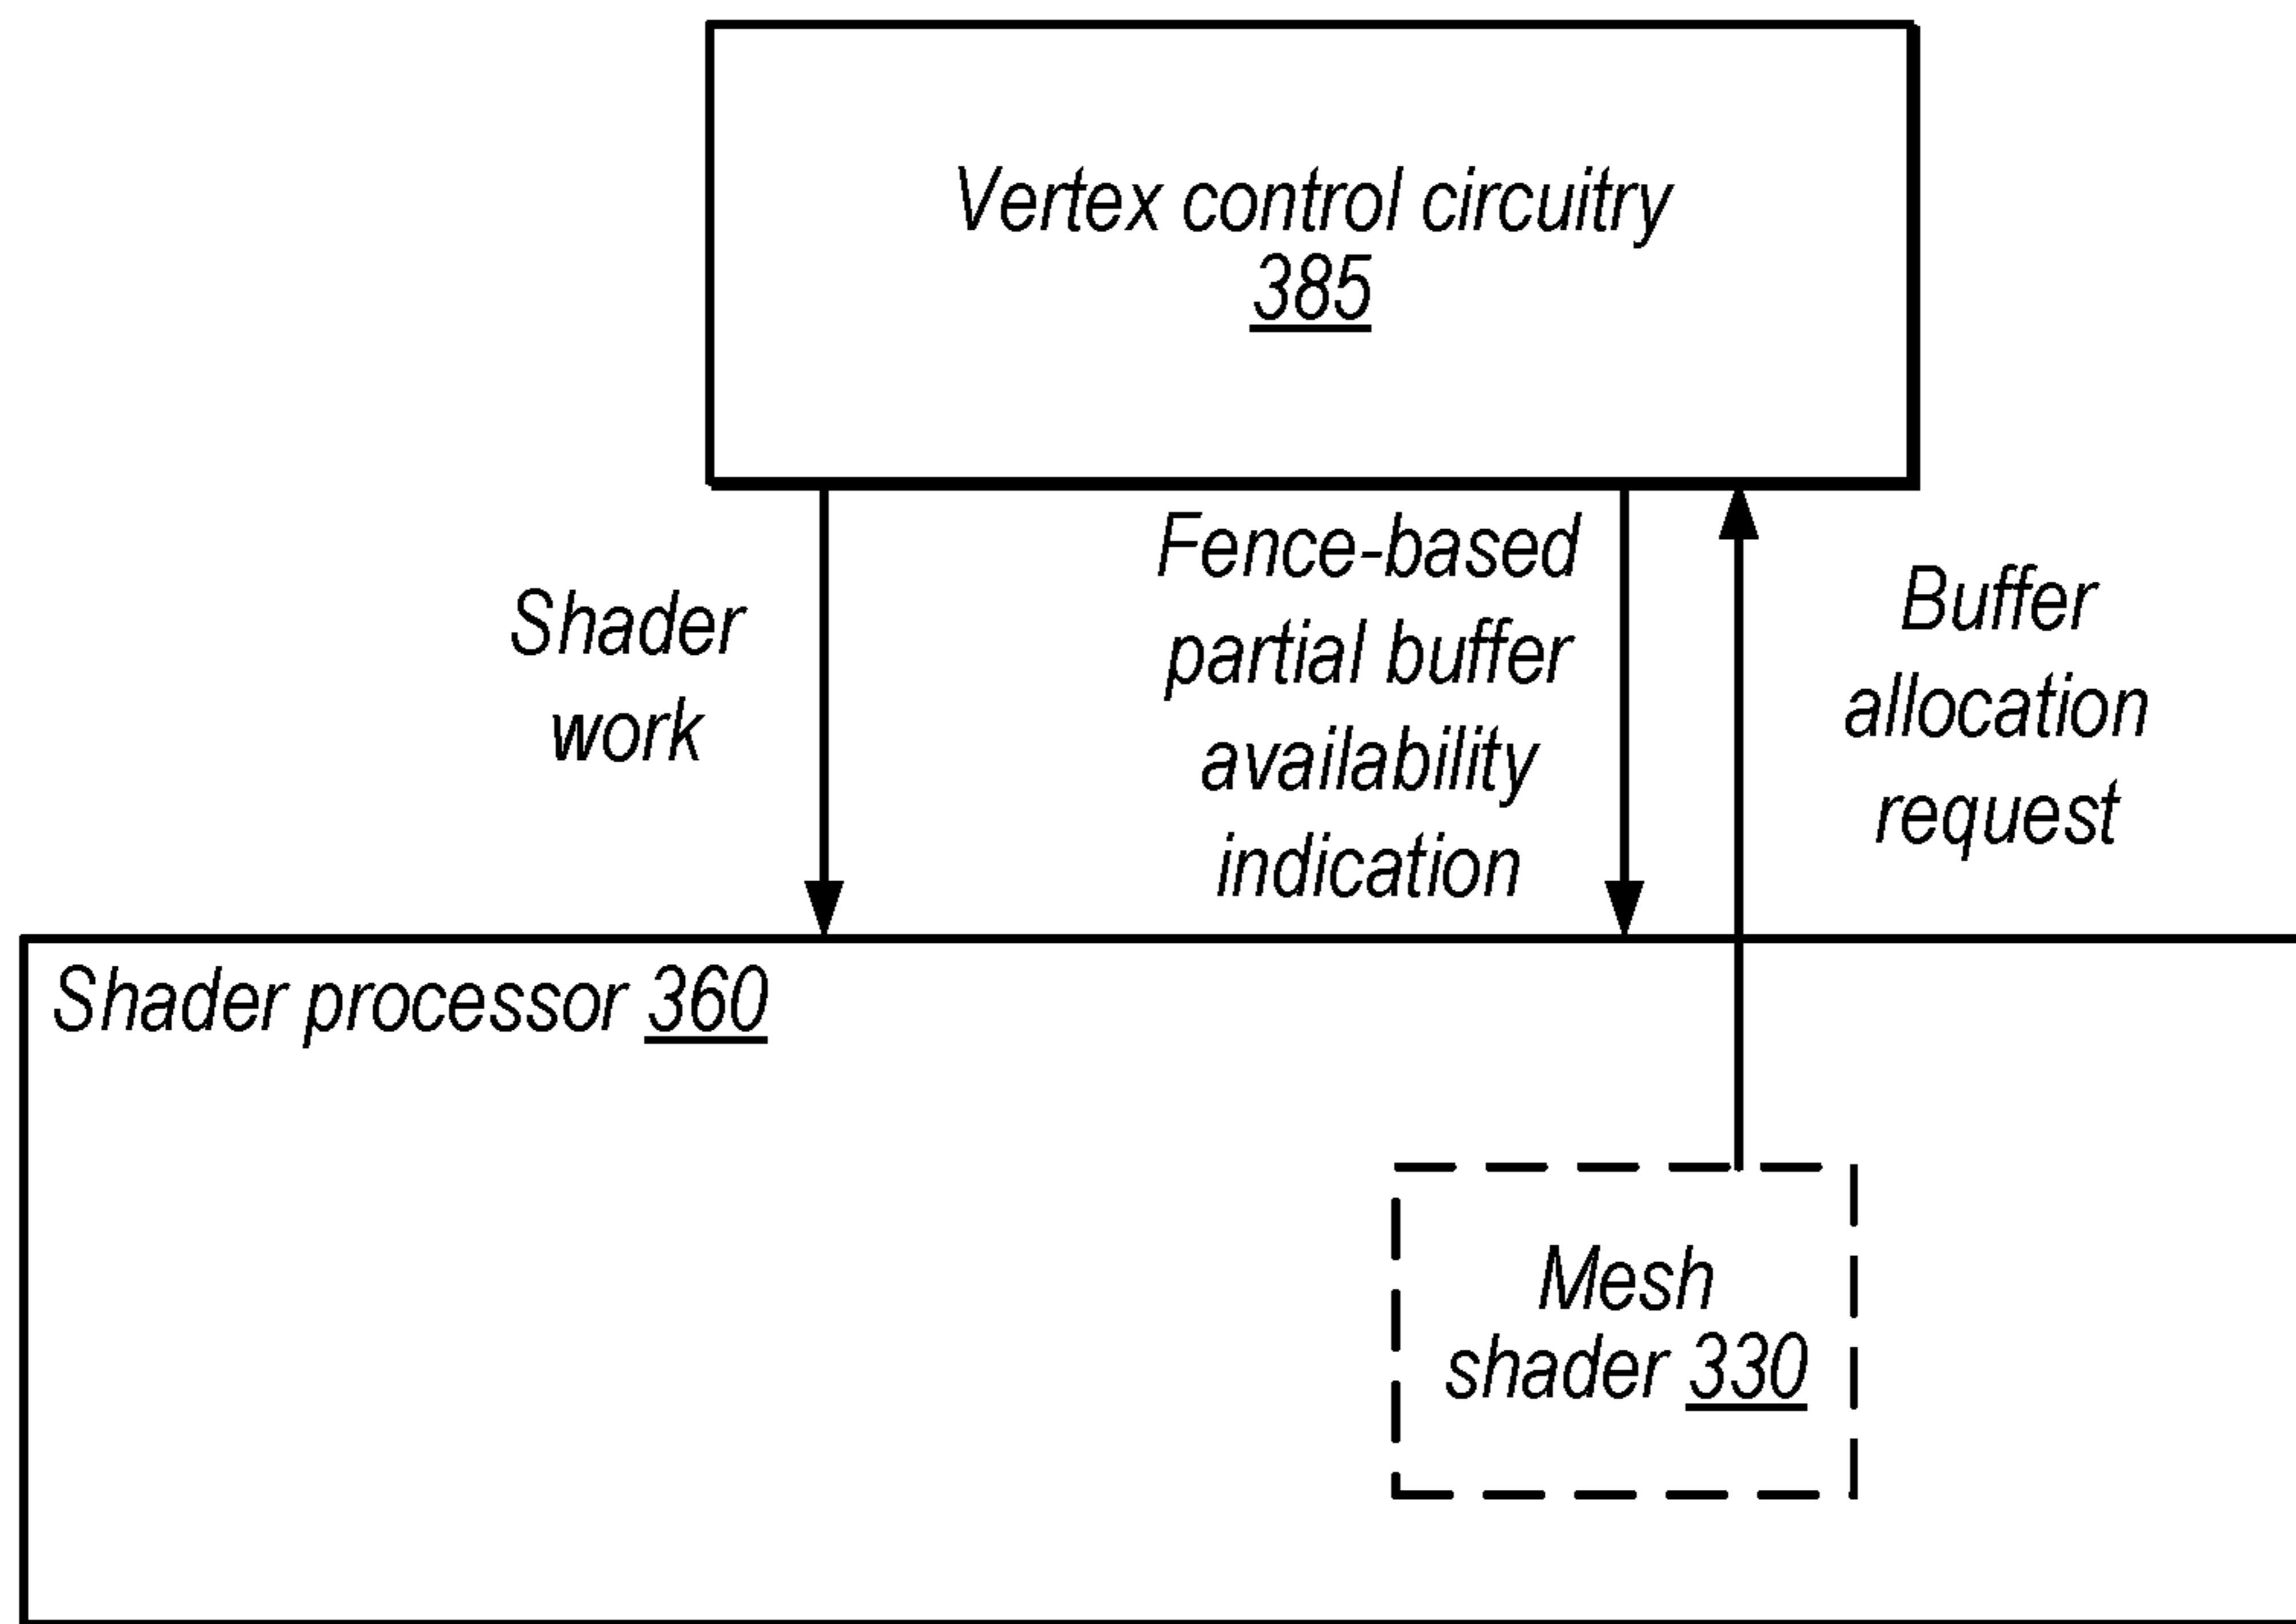 Vertex control circuitry
385
Shader
work
Fence-based
partial buffer
availability
indication
Buffer
allocation
request
Shader processor 360
Mesh
shader 330